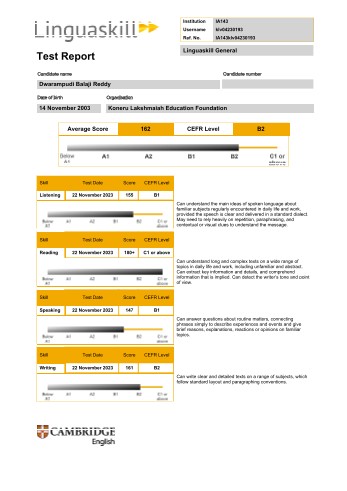 Linguaskill
Institution IA143
Username klv04230193
Ref. No. IA143klv04230193
Linguaskill General
Test Report
Candidate name
Candidate number
Dwarampudi Balaji Reddy
Date of birth
Organisation
14 November 2003
Koneru Lakshmaiah Education Foundation
Average Score 162 CEFR Level B2
Below A1 A1 A2 B1 B2 C1 or above
Skill Test Date Score CEFR Level
Listening 22 November 2023 155 B1
Below A1 A1 A2 B1 B2 C1 or above
Can understand the main ideas of spoken language about
familiar subjects regularly encountered in daily life and work,
provided the speech is clear and delivered in a standard dialect.
May need to rely heavily on repetition, paraphrasing, and
contextual or visual clues to understand the message.
Skill Test Date Score CEFR Level
Reading 22 November 2023 180+ C1 or above
Below A1 A1 A2 B1 B2 C1 or above
Can understand long and complex texts on a wide range of
topics in daily life and work, including unfamiliar and abstract.
Can extract key information and details, and comprehend
information that is implied. Can detect the writer's tone and point
of view.
Skill Test Date Score CEFR Level
Speaking 22 November 2023 147 B1
Below A1 A1 A2 B1 B2 C1 or above
Can answer questions about routine matters, connecting
phrases simply to describe experiences and events and give
brief reasons, explanations, reactions or opinions on familiar
topics.
Skill Test Date Score CEFR Level
Writing 22 November 2023 161 B2
Below A1 A1 A2 B1 B2 C1 or above
Can write clear and detailed texts on a range of subjects, which
follow standard layout and paragraphing conventions.
CAMBRIDGE
English